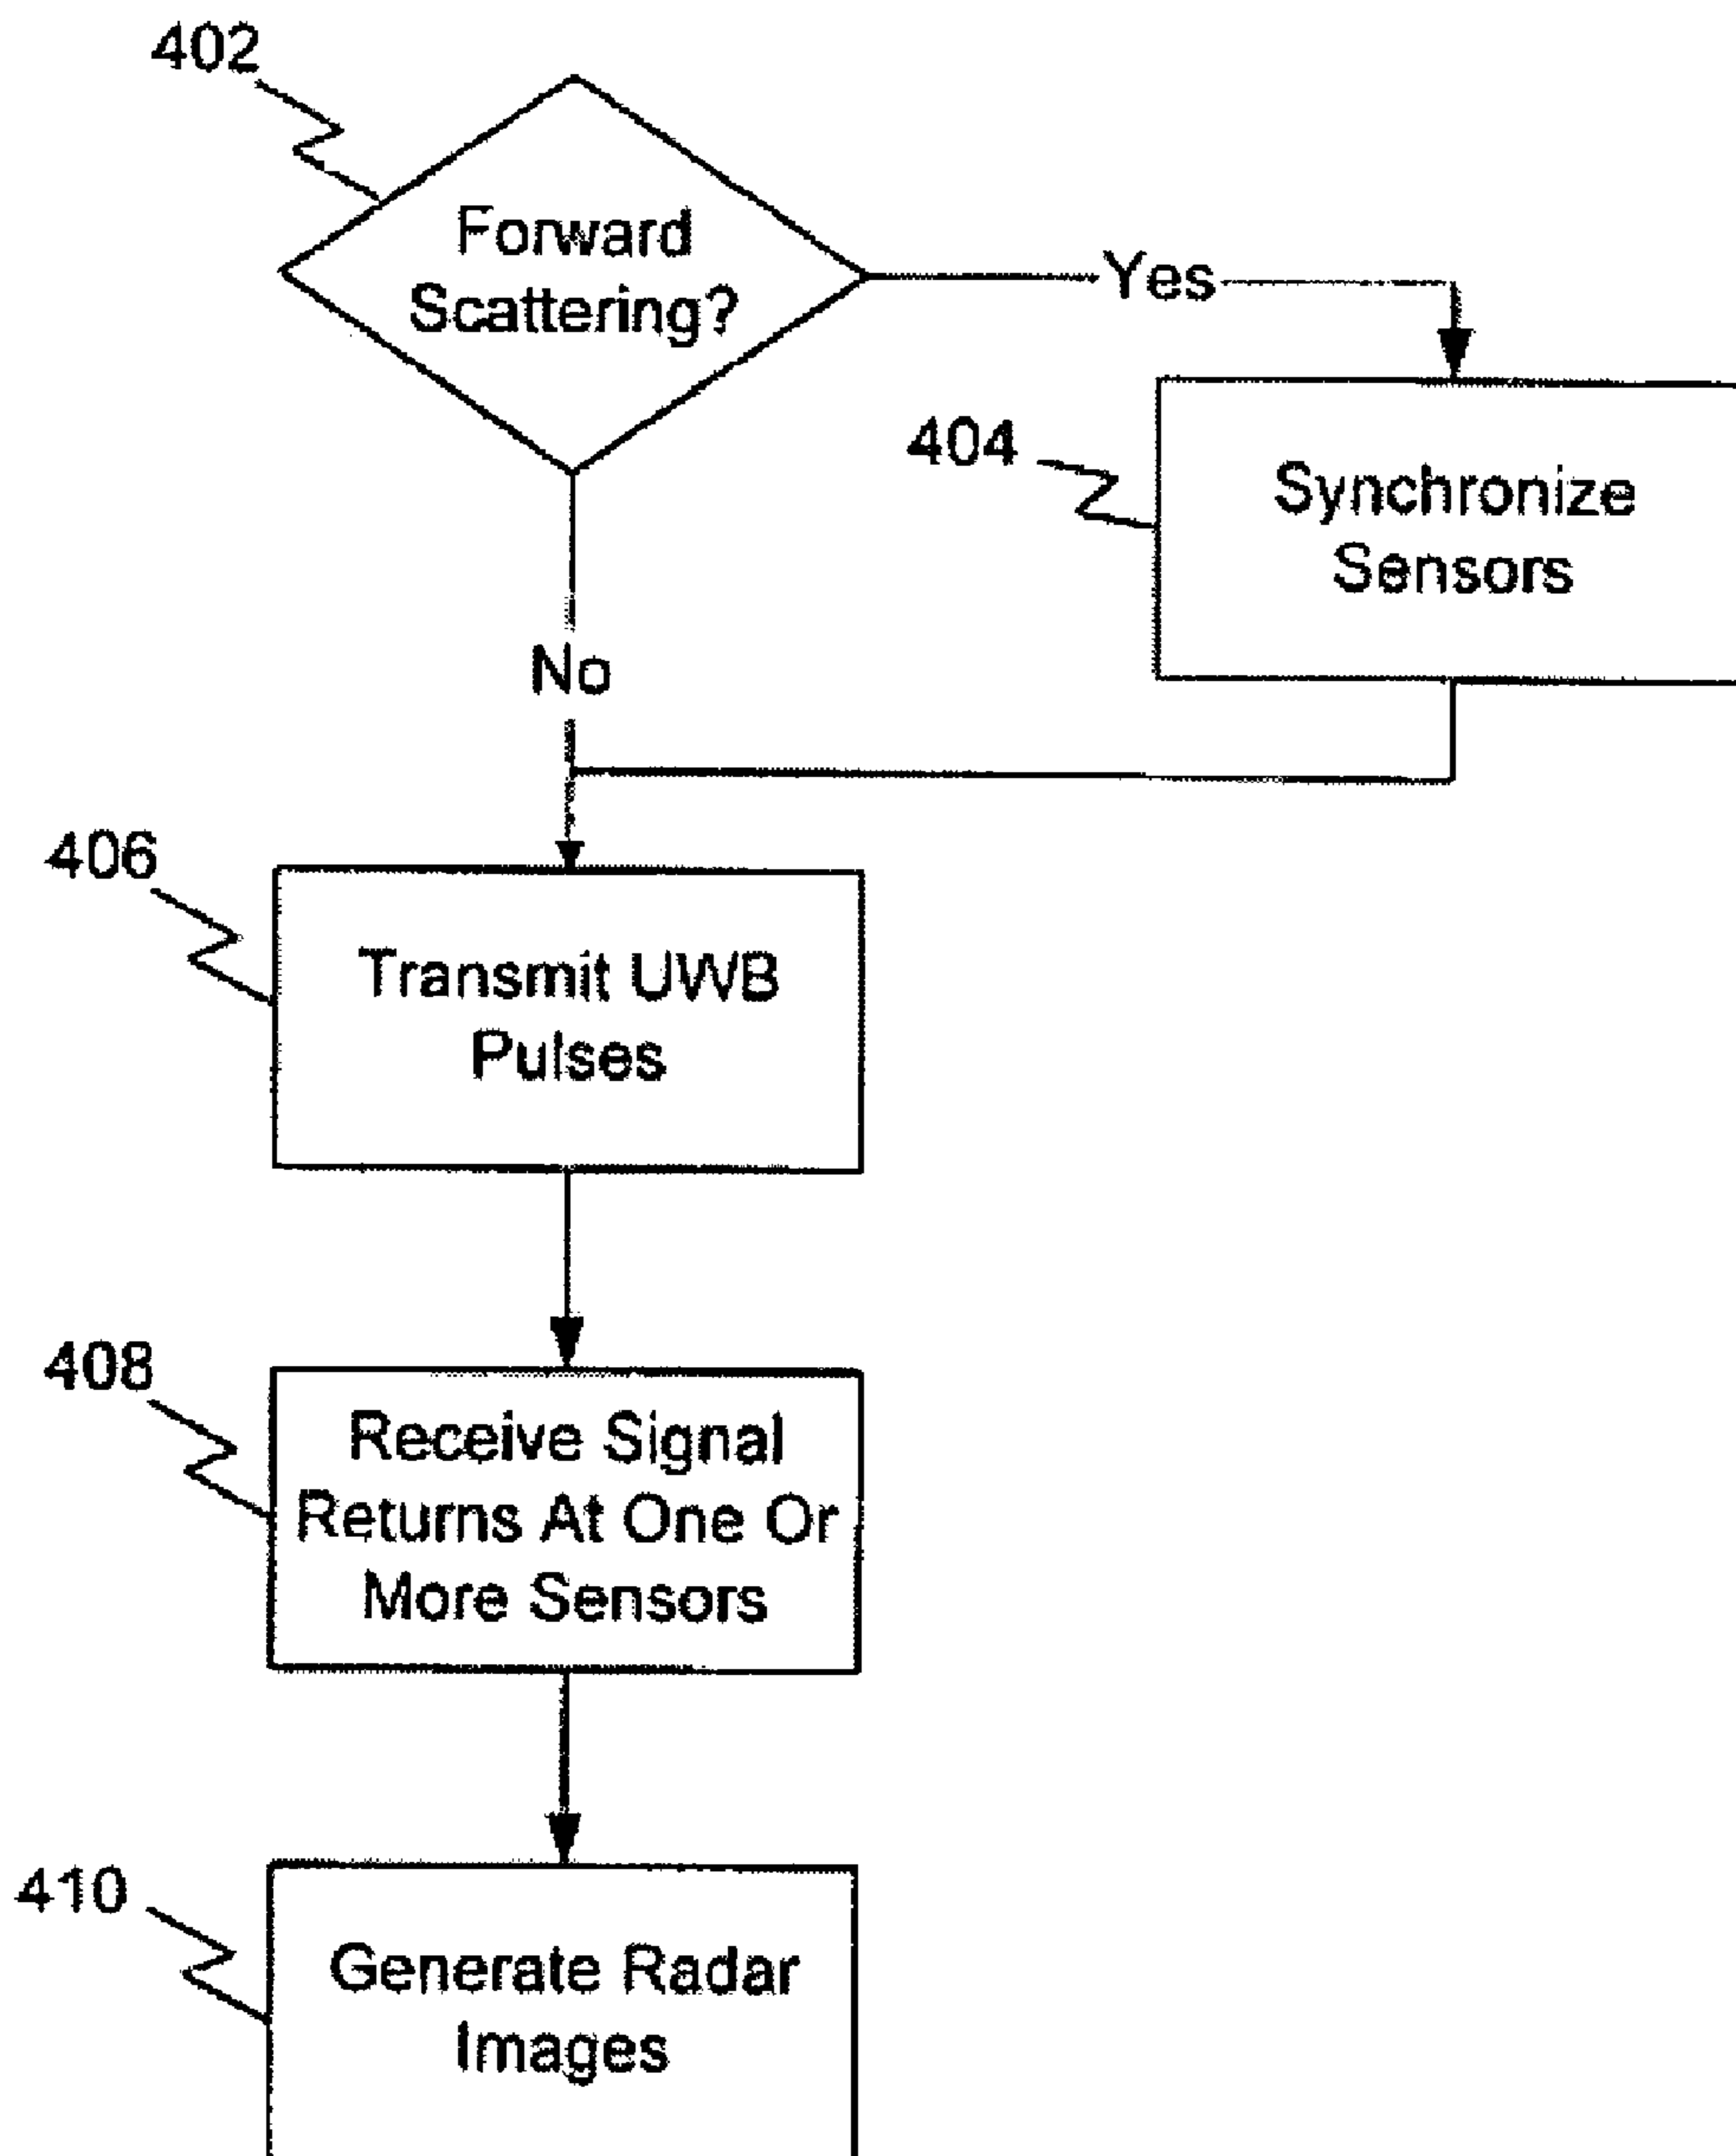 402
Forward
Scattering?
Yes
404
Synchronize
Sensors
No
406
Transmit UWB
Pulses
408
Receive Signal
Returns At One Or
More Sensors
410
Generate Radar
Images